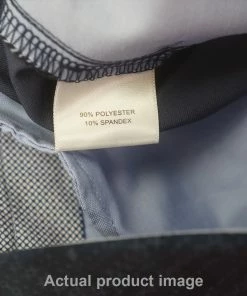 90% POLYESTER
10% SPANDEX
Actual product image